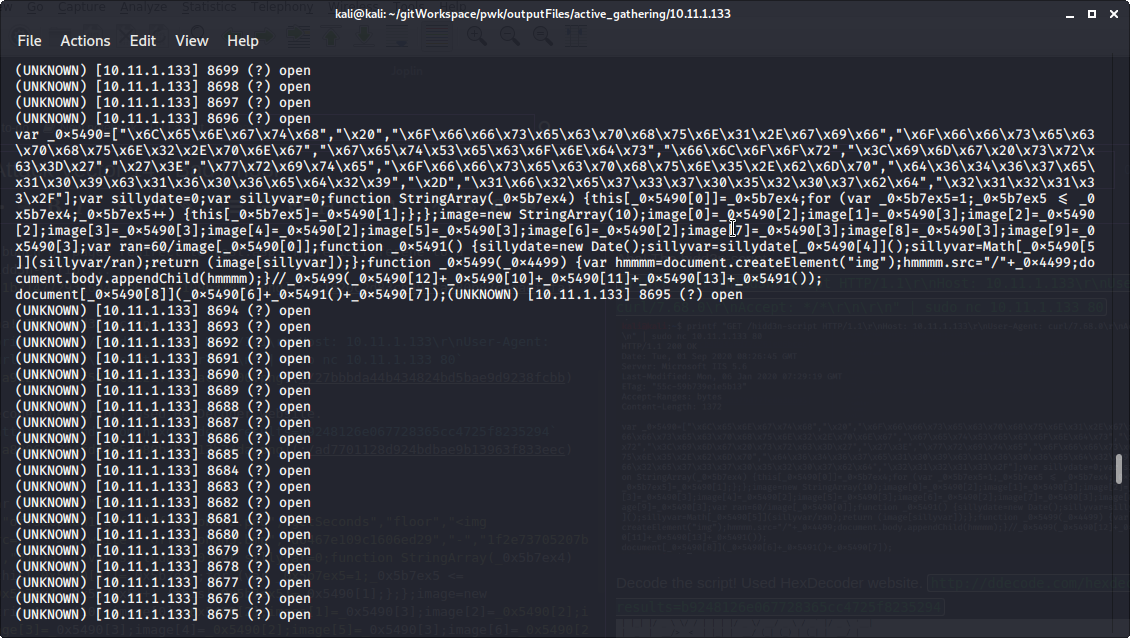 kali@kali: ~/gitWorkspace/pwk/outputFiles/active_gathering/10.11.1.133
File Actions Edit View Help
(UNKNOWN) [10.11.1.133] 8699 (?) open
(UNKNOWN) [10.11.1.133] 8698 (?) open
(UNKNOWN) [10.11.1.133] 8697 (?) open
(UNKNOWN) [10.11.1.133] 8696 (?) open
var _0×5490=["\x6C\x65\x6E\x67\x74\x68","\x20","\x6F\x66\x66\x73\x65\x63\x70\x68\x75\x6E\x31\x2E\x67\x69\x66","\x6F\x66\x66\x73\x65\x63
\x70\x68\x75\x6E\x32\x2E\x70\x6E\x67","\x67\x65\x74\x53\x65\x63\x6F\x6E\x64\x73","\x66\x6C\x6F\x6F\x72","\x3C\x69\x6D\x67\x20\x73\x72\x
63\x3D\x27","\x27\x3E","\x77\x72\x69\x74\x65","\x6F\x66\x66\x73\x65\x63\x70\x68\x75\x6E\x35\x2E\x62\x6D\x70","\x64\x36\x34\x36\x37\x65\
x31\x30\x39\x63\x31\x36\x30\x36\x65\x64\x32\x39","\x2D","\x31\x66\x32\x65\x37\x33\x37\x30\x35\x32\x30\x37\x62\x64","\x32\x31\x32\x31\x3
3\x2F"];var sillydate=0;var sillyvar=0;function StringArray(_0×5b7ex4) {this[_0×5490[0]]=_0×5b7ex4;for (var _0×5b7ex5=1;_0×5b7ex5 ≤ _0
x5b7ex4;_0×5b7ex5++) {this[_0×5b7ex5]=_0×5490[1];};};image=new StringArray(10);image[0]=_0×5490[2];image[1]=_0×5490[3];image[2]=_0×5490
[2];image[3]=_0×5490[3];image[4]=_0×5490[2];image[5]=_0×5490[3];image[6]=_0×5490[2];image[7]=_0×5490[3];image[8]=_0×5490[3];image[9]=_0
x5490[3];var ran=60/image[_0×5490[0]];function _0×5491() {sillydate=new Date();sillyvar=sillydate[_0×5490[4]]();sillyvar=Math[_0×5490[5
]](sillyvar/ran);return (image[sillyvar]);};function _0×5499(_0×4499) {var hmmmm=document.createElement("img");hmmmm.src="/"+_0×4499;do
cument.body.appendChild(hmmmm);}//_0×5499(_0×5490[12]+_0×5490[10]+_0×5490[11]+_0×5490[13]+_0×5491());
document[_0×5490[8]](_0×5490[6]+_0×5491()+_0×5490[7]);(UNKNOWN) [10.11.1.133] 8695 (?) open
(UNKNOWN) [10.11.1.133] 8694 (?) open
(UNKNOWN) [10.11.1.133] 8693 (?) open
(UNKNOWN) [10.11.1.133] 8692 (?) open
(UNKNOWN) [10.11.1.133] 8691 (?) open
(UNKNOWN) [10.11.1.133] 8690 (?) open
(UNKNOWN) [10.11.1.133] 8689 (?) open
(UNKNOWN) [10.11.1.133] 8688 (?) open
(UNKNOWN) [10.11.1.133] 8687 (?) open
(UNKNOWN) [10.11.1.133] 8686 (?) open
(UNKNOWN) [10.11.1.133] 8685 (?) open
(UNKNOWN) [10.11.1.133] 8684 (?) open
(UNKNOWN) [10.11.1.133] 8683 (?) open
(UNKNOWN) [10.11.1.133] 8682 (?) open
(UNKNOWN) [10.11.1.133] 8681 (?) open
(UNKNOWN) [10.11.1.133] 8680 (?) open
(UNKNOWN) [10.11.1.133] 8679 (?) open
(UNKNOWN) [10.11.1.133] 8678 (?) open
(UNKNOWN) [10.11.1.133] 8677 (?) open
(UNKNOWN) [10.11.1.133] 8676 (?) open
(UNKNOWN) [10.11.1.133] 8675 (?) open
Decode the script! Used HexDecoder website: